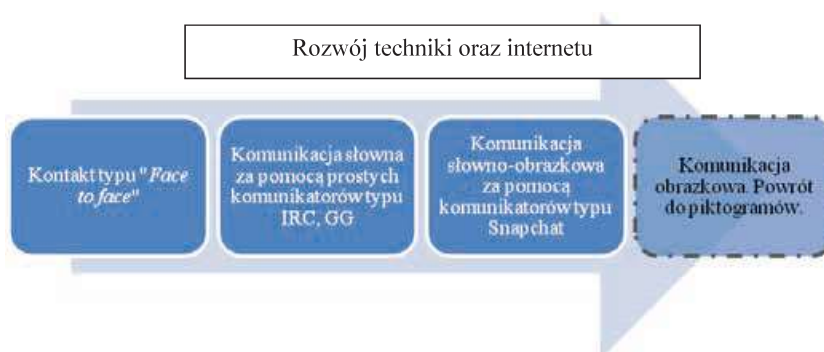 Rozwój techniki oraz internetu
Kontakt typu "Face
to face"
Komunikacja słowna
za pomocą prostych
komunikatorów typu
IRC, GG
Komunikacja
słowno-obrazkowa
za pomocą
komunikatorów typu
Snapchat
Komunikacja
obrazkowa. Powrót
do piktogramów.